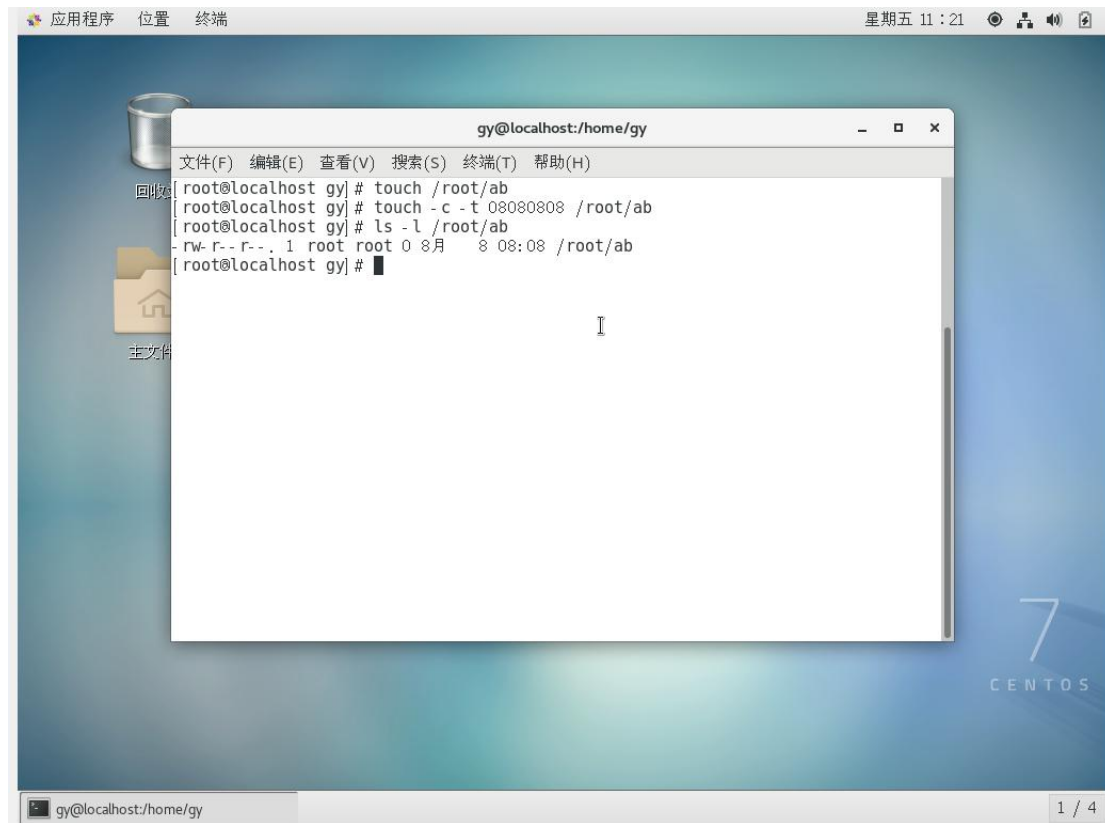 应用程序 位置 终端 星期五 11：21
gy@localhost:/home/gy
文件(F) 编辑(E) 查看(V) 搜索(S) 终端(T) 帮助(H)
回收
[root@localhost gy]# touch /root/ab
[root@localhost gy]# touch -c -t 08080808 /root/ab
[root@localhost gy]# ls -l /root/ab
-rw-r--r--. 1 root root 0 8月   8 08:08 /root/ab
[root@localhost gy]#
主文件
7
CENTOS
gy@localhost:/home/gy 1 / 4